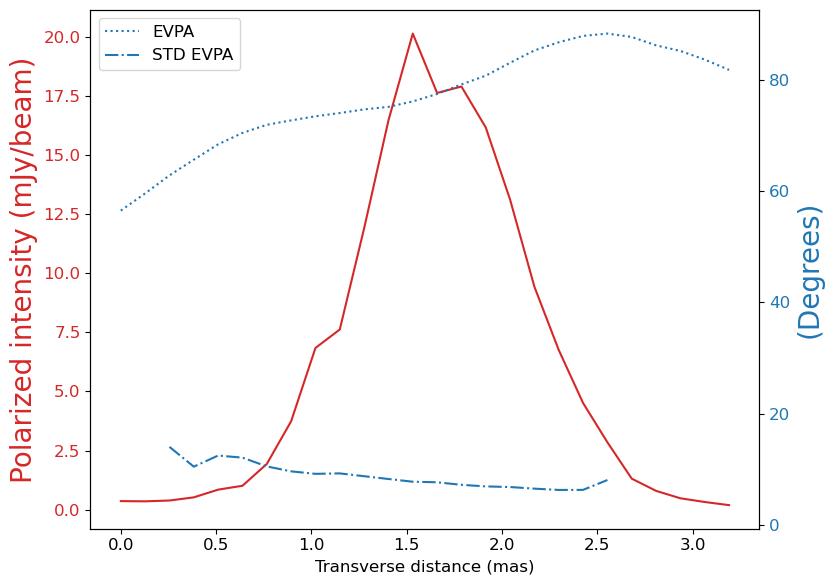 EVPA
STD EVPA
Polarized intensity (mJy/beam)
20.0
17.5
15.0
12.5
10.0
7.5
5.0
2.5
0.0
(Degrees)
80
60
40
20
0
0.0 0.5 1.0 1.5 2.0 2.5 3.0
Transverse distance (mas)